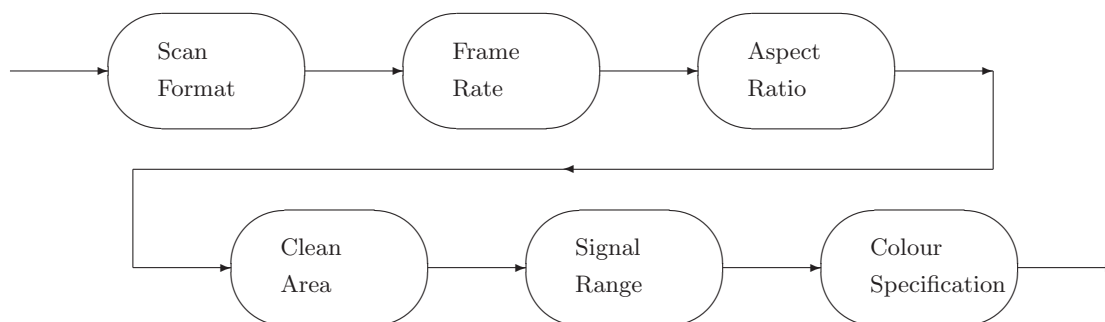 Scan
Format
Frame
Rate
Aspect
Ratio
Clean
Area
Signal
Range
Colour
Specification